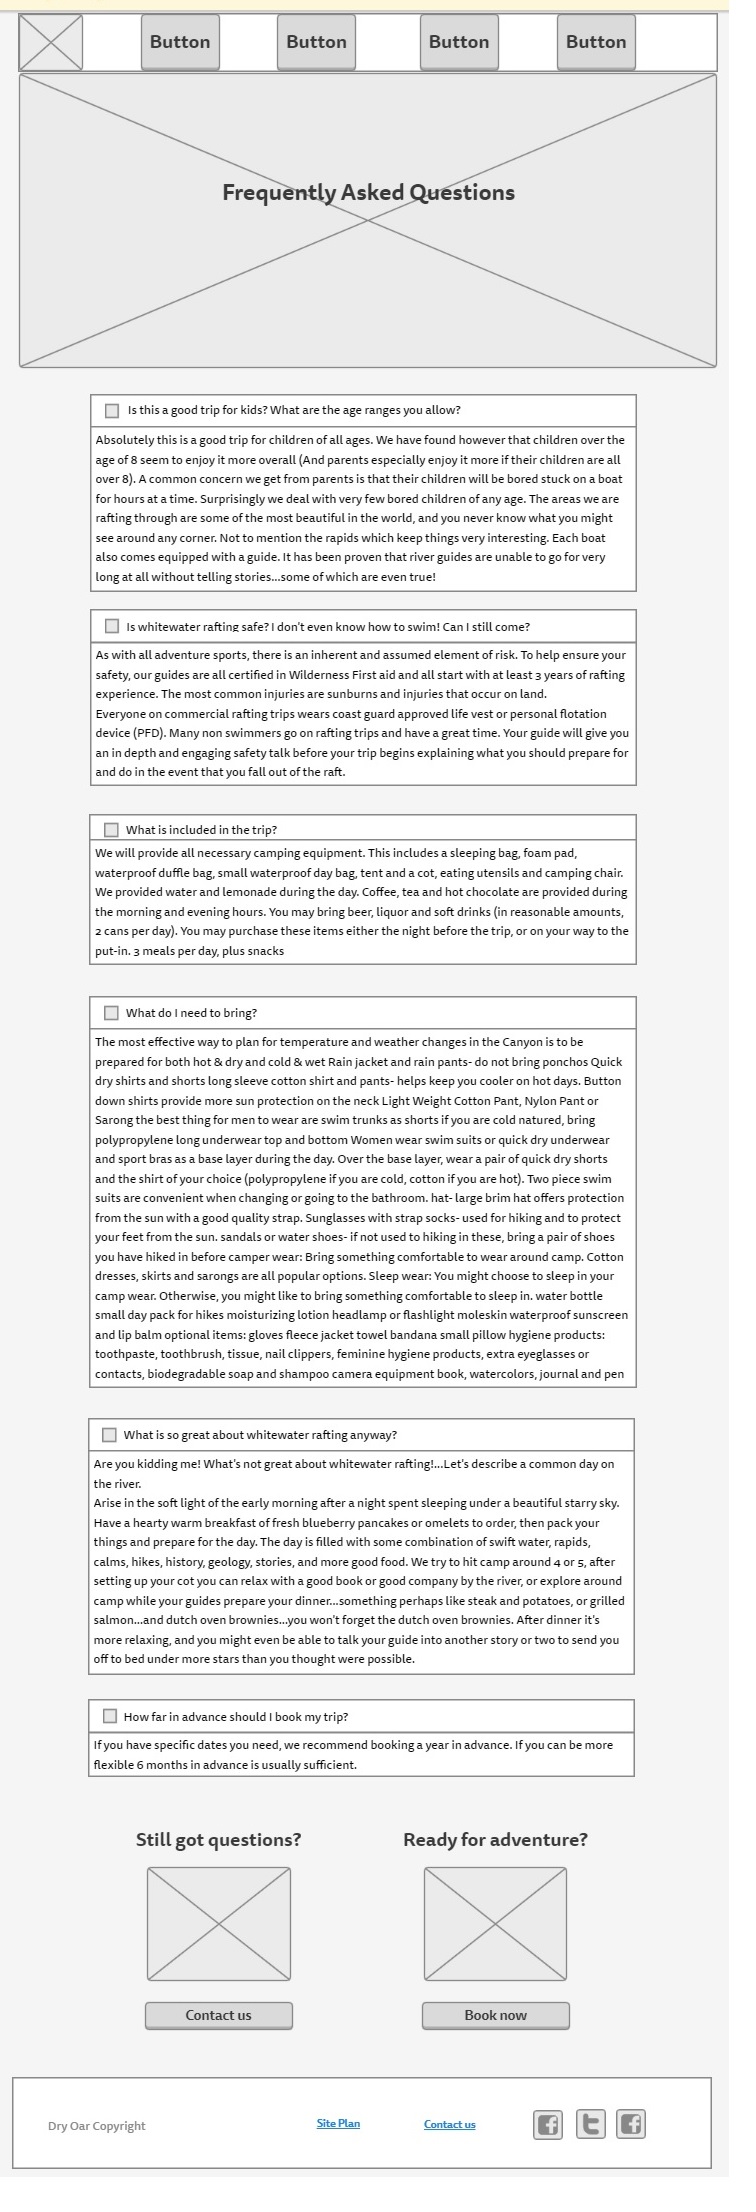 Button Button Button Button
Frequently Asked Questions
Is this a good trip for kids? What are the age ranges you allow?
Absolutely this is a good trip for children of all ages. We have found however that children over the
age of 8 seem to enjoy it more overall (And parents especially enjoy it more if their children are all
over 8). A common concern we get from parents is that their children will be bored stuck on a boat
for hours at a time. Surprisingly we deal with very few bored children of any age. The areas we are
rafting through are some of the most beautiful in the world, and you never know what you might
see around any corner. Not to mention the rapids which keep things very interesting. Each boat
also comes equipped with a guide. It has been proven that river guides are unable to go for very
long at all without telling stories...some of which are even true!
Is whitewater rafting safe? I don't even know how to swim! Can I still come?
As with all adventure sports, there is an inherent and assumed element of risk. To help ensure your
safety, our guides are all certified in Wilderness First aid and all start with at least 3 years of rafting
experience. The most common injuries are sunburns and injuries that occur on land.
Everyone on commercial rafting trips wears coast guard approved life vest or personal flotation
device (PFD). Many non swimmers go on rafting trips and have a great time. Your guide will give you
an in depth and engaging safety talk before your trip begins explaining what you should prepare for
and do in the event that you fall out of the raft.
What is included in the trip?
We will provide all necessary camping equipment. This includes a sleeping bag, foam pad,
waterproof duffle bag, small waterproof day bag, tent and a cot, eating utensils and camping chair.
We provided water and lemonade during the day. Coffee, tea and hot chocolate are provided during
the morning and evening hours. You may bring beer, liquor and soft drinks (in reasonable amounts,
2 cans per day). You may purchase these items either the night before the trip, or on your way to the
put-in. 3 meals per day, plus snacks
What do I need to bring?
The most effective way to plan for temperature and weather changes in the Canyon is to be
prepared for both hot & dry and cold & wet Rain jacket and rain pants- do not bring ponchos Quick
dry shirts and shorts long sleeve cotton shirt and pants- helps keep you cooler on hot days. Button
down shirts provide more sun protection on the neck Light Weight Cotton Pant, Nylon Pant or
Sarong the best thing for men to wear are swim trunks as shorts if you are cold natured, bring
polypropylene long underwear top and bottom Women wear swim suits or quick dry underwear
and sport bras as a base layer during the day. Over the base layer, wear a pair of quick dry shorts
and the shirt of your choice (polypropylene if you are cold, cotton if you are hot). Two piece swim
suits are convenient when changing or going to the bathroom. hat- large brim hat offers protection
from the sun with a good quality strap. Sunglasses with strap socks- used for hiking and to protect
your feet from the sun. sandals or water shoes- if not used to hiking in these, bring a pair of shoes
you have hiked in before camper wear: Bring something comfortable to wear around camp. Cotton
dresses, skirts and sarongs are all popular options. Sleep wear: You might choose to sleep in your
camp wear. Otherwise, you might like to bring something comfortable to sleep in. water bottle
small day pack for hikes moisturizing lotion headlamp or flashlight moleskin waterproof sunscreen
and lip balm optional items: gloves fleece jacket towel bandana small pillow hygiene products:
toothpaste, toothbrush, tissue, nail clippers, feminine hygiene products, extra eyeglasses or
contacts, biodegradable soap and shampoo camera equipment book, watercolors, journal and pen
What is so great about whitewater rafting anyway?
Are you kidding me! What's not great about whitewater rafting!...Let's describe a common day on
the river.
Arise in the soft light of the early morning after a night spent sleeping under a beautiful starry sky.
Have a hearty warm breakfast of fresh blueberry pancakes or omelets to order, then pack your
things and prepare for the day. The day is filled with some combination of swift water, rapids,
calms, hikes, history, geology, stories, and more good food. We try to hit camp around 4 or 5, after
setting up your cot you can relax with a good book or good company by the river, or explore around
camp while your guides prepare your dinner...something perhaps like steak and potatoes, or grilled
salmon...and dutch oven brownies...you won't forget the dutch oven brownies. After dinner it's
more relaxing, and you might even be able to talk your guide into another story or two to send you
off to bed under more stars than you thought were possible.
How far in advance should I book my trip?
If you have specific dates you need, we recommend booking a year in advance. If you can be more
flexible 6 months in advance is usually sufficient.
Still got questions? Ready for adventure?
Contact us Book now
Dry Oar Copyright Site Plan Contact us